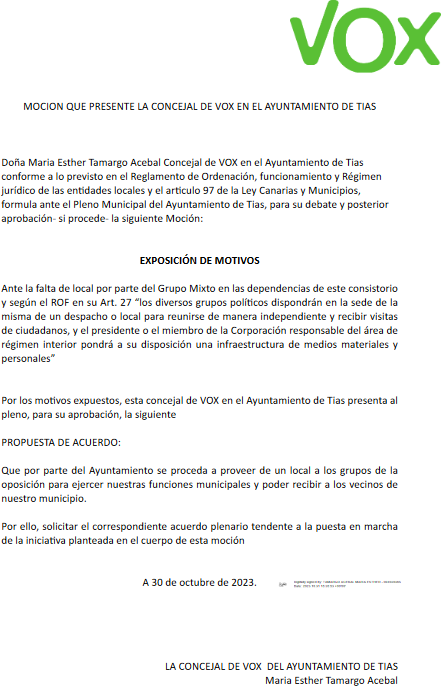 VOX
MOCION QUE PRESENTE LA CONCEJAL DE VOX EN EL AYUNTAMIENTO DE TIAS
Doña Maria Esther Tamargo Acebal Concejal de VOX en el Ayuntamiento de Tias
conforme a lo previsto en el Reglamento de Ordenación, funcionamiento y Régimen
jurídico de las entidades locales y el articulo 97 de la Ley Canarias y Municipios,
formula ante el Pleno Municipal del Ayuntamiento de Tias, para su debate y posterior
aprobación- si procede- la siguiente Moción:
EXPOSICIÓN DE MOTIVOS
Ante la falta de local por parte del Grupo Mixto en las dependencias de este consistorio
y según el ROF en su Art. 27 “los diversos grupos políticos dispondrán en la sede de la
misma de un despacho o local para reunirse de manera independiente y recibir visitas
de ciudadanos, y el presidente o el miembro de la Corporación responsable del área de
régimen interior pondrá a su disposición una infraestructura de medios materiales y
personales”
Por los motivos expuestos, esta concejal de VOX en el Ayuntamiento de Tias presenta al
pleno, para su aprobación, la siguiente
PROPUESTA DE ACUERDO:
Que por parte del Ayuntamiento se proceda a proveer de un local a los grupos de la
oposición para ejercer nuestras funciones municipales y poder recibir a los vecinos de
nuestro municipio.
Por ello, solicitar el correspondiente acuerdo plenario tendente a la puesta en marcha
de la iniciativa planteada en el cuerpo de esta moción
A 30 de octubre de 2023.
LA CONCEJAL DE VOX DEL AYUNTAMIENTO DE TIAS
Maria Esther Tamargo Acebal